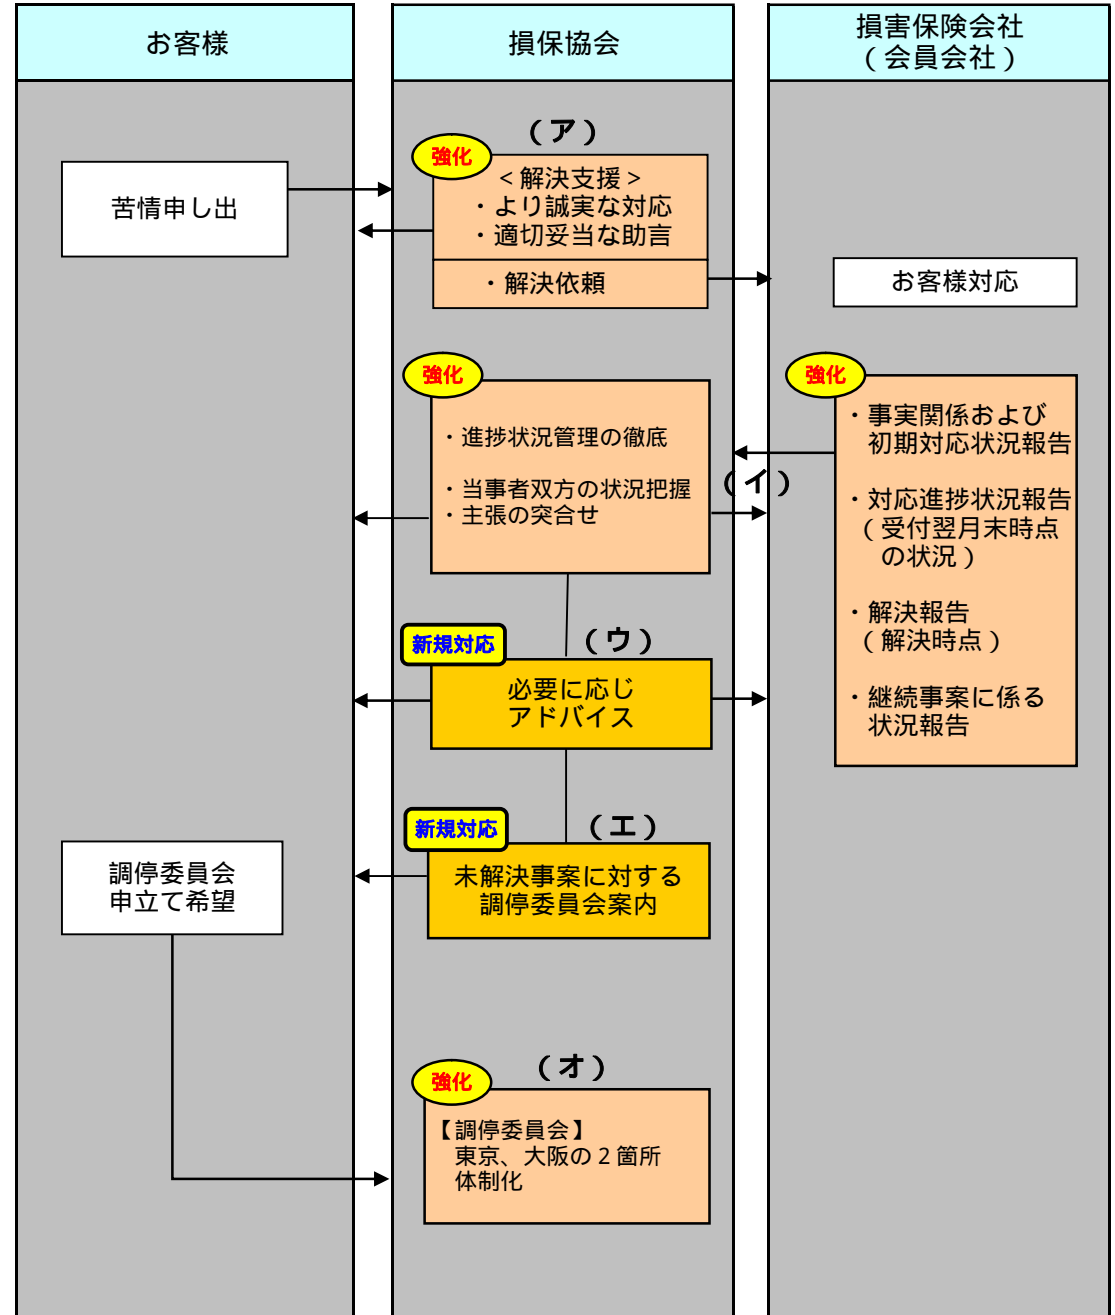 お客様
損保協会
損害保険会社
（会員会社）
（ア）
強化
苦情申し出
＜解決支援＞
・より誠実な対応
・適切妥当な助言
・解決依頼
お客様対応
強化
・進捗状況管理の徹底
・当事者双方の状況把握
・主張の突合せ
（イ）
強化
・事実関係および
初期対応状況報告
・対応進捗状況報告
（受付翌月末時点
の状況）
・解決報告
（解決時点）
・継続事案に係る
状況報告
新規対応
（ウ）
必要に応じ
アドバイス
新規対応
（エ）
未解決事案に対する
調停委員会案内
調停委員会
申立て希望
（オ）
強化
【調停委員会】
東京、大阪の２箇所
体制化